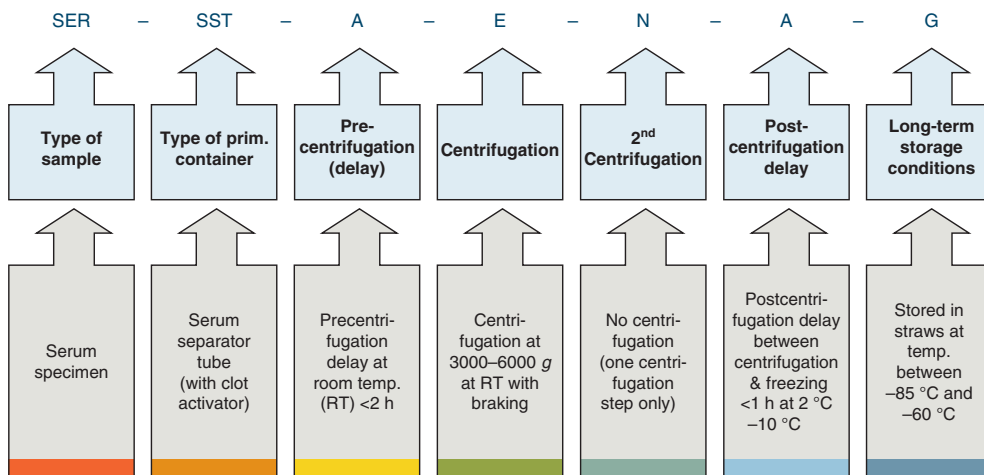 SER – SST – A – E – N – A – G
Type of
sample
Type of prim.
container
Pre-
centrifugation
(delay)
Centrifugation
2nd
Centrifugation
Post-
centrifugation
delay
Long-term
storage
conditions
Serum
specimen
Serum
separator
tube
(with clot
activator)
Precentri-
fugation
delay at
room temp.
(RT) <2 h
Centri-
fugation at
3000–6000 g
at RT with
braking
No centri-
fugation
(one centri-
fugation
step only)
Postcentri-
fugation delay
between
centrifugation
& freezing
<1 h at 2 °C
–10 °C
Stored in
straws at
temp.
between
–85 °C and
–60 °C